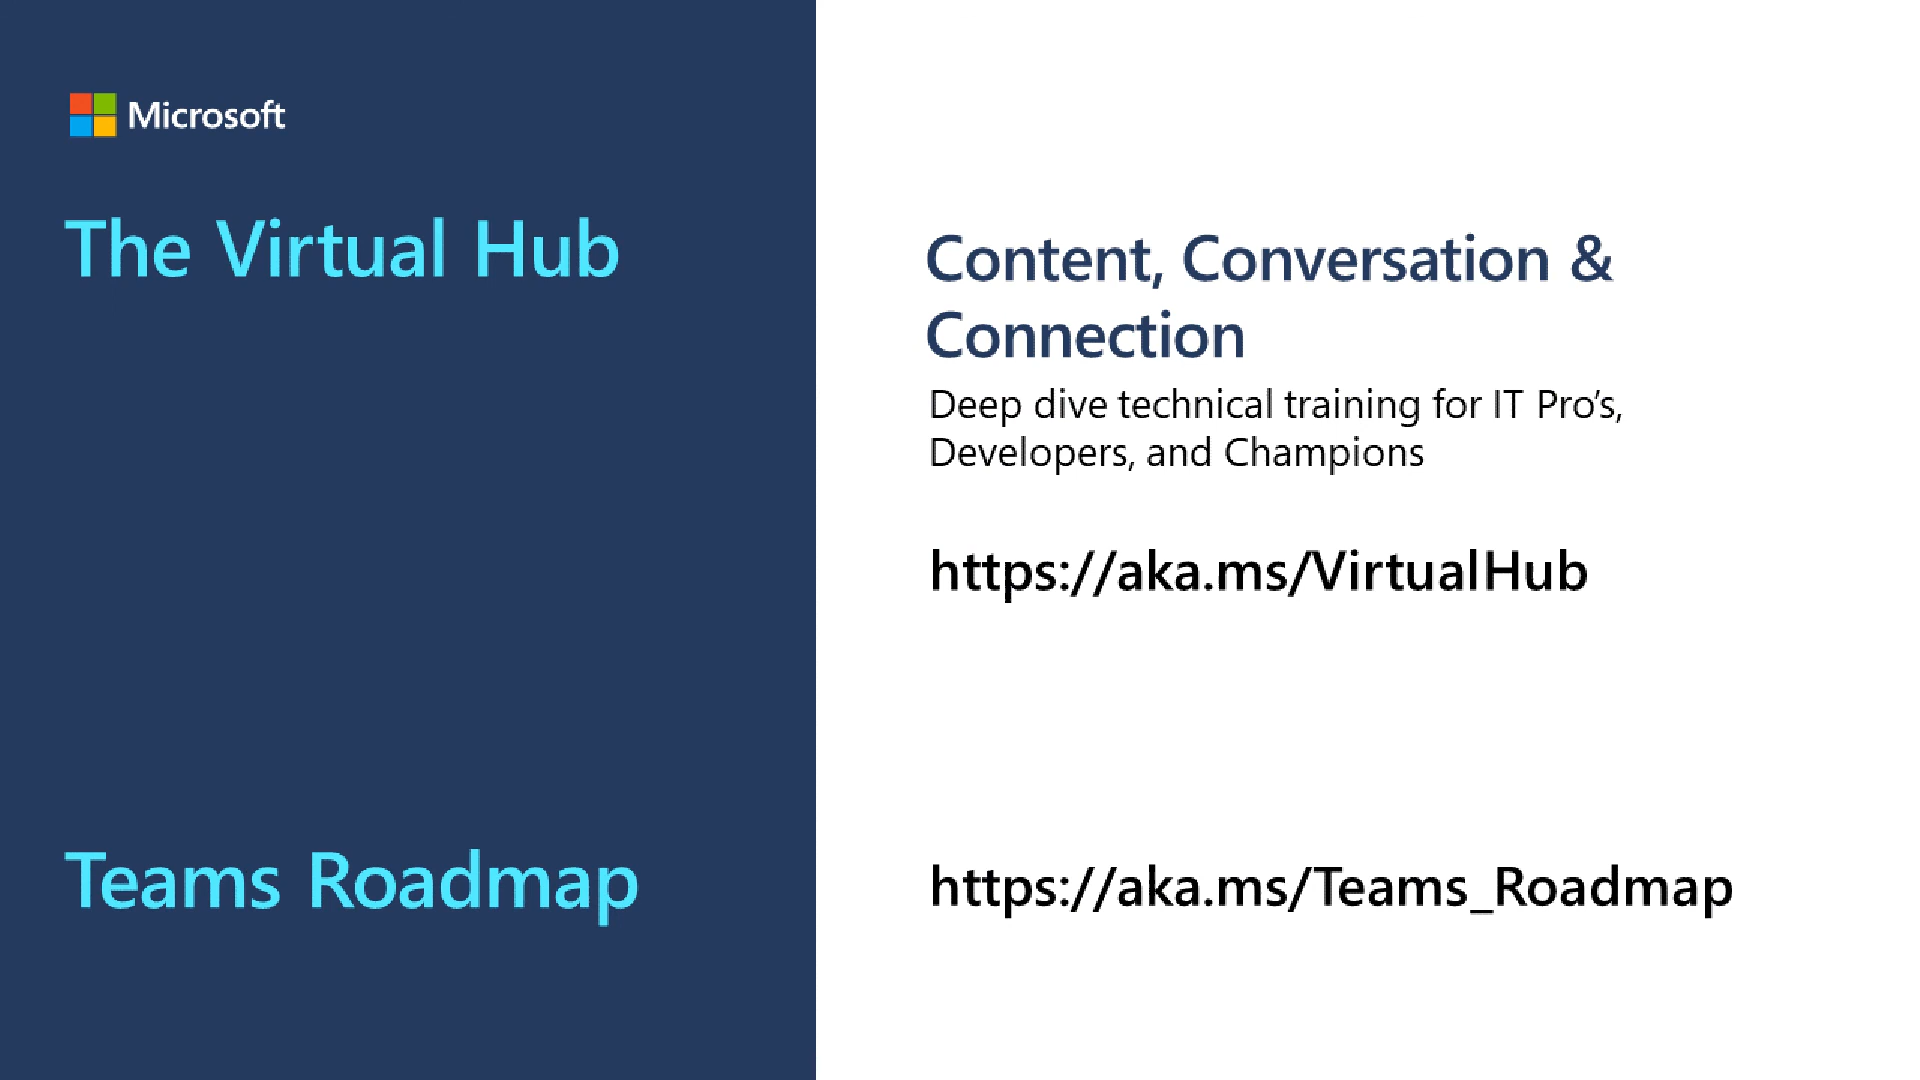 Microsoft
The Virtual Hub
Content, Conversation &
Connection
Deep dive technical training for IT Pro's,
Developers, and Champions
https://aka.ms/VirtualHub
Teams Roadmap
https://aka.ms/Teams_Roadmap